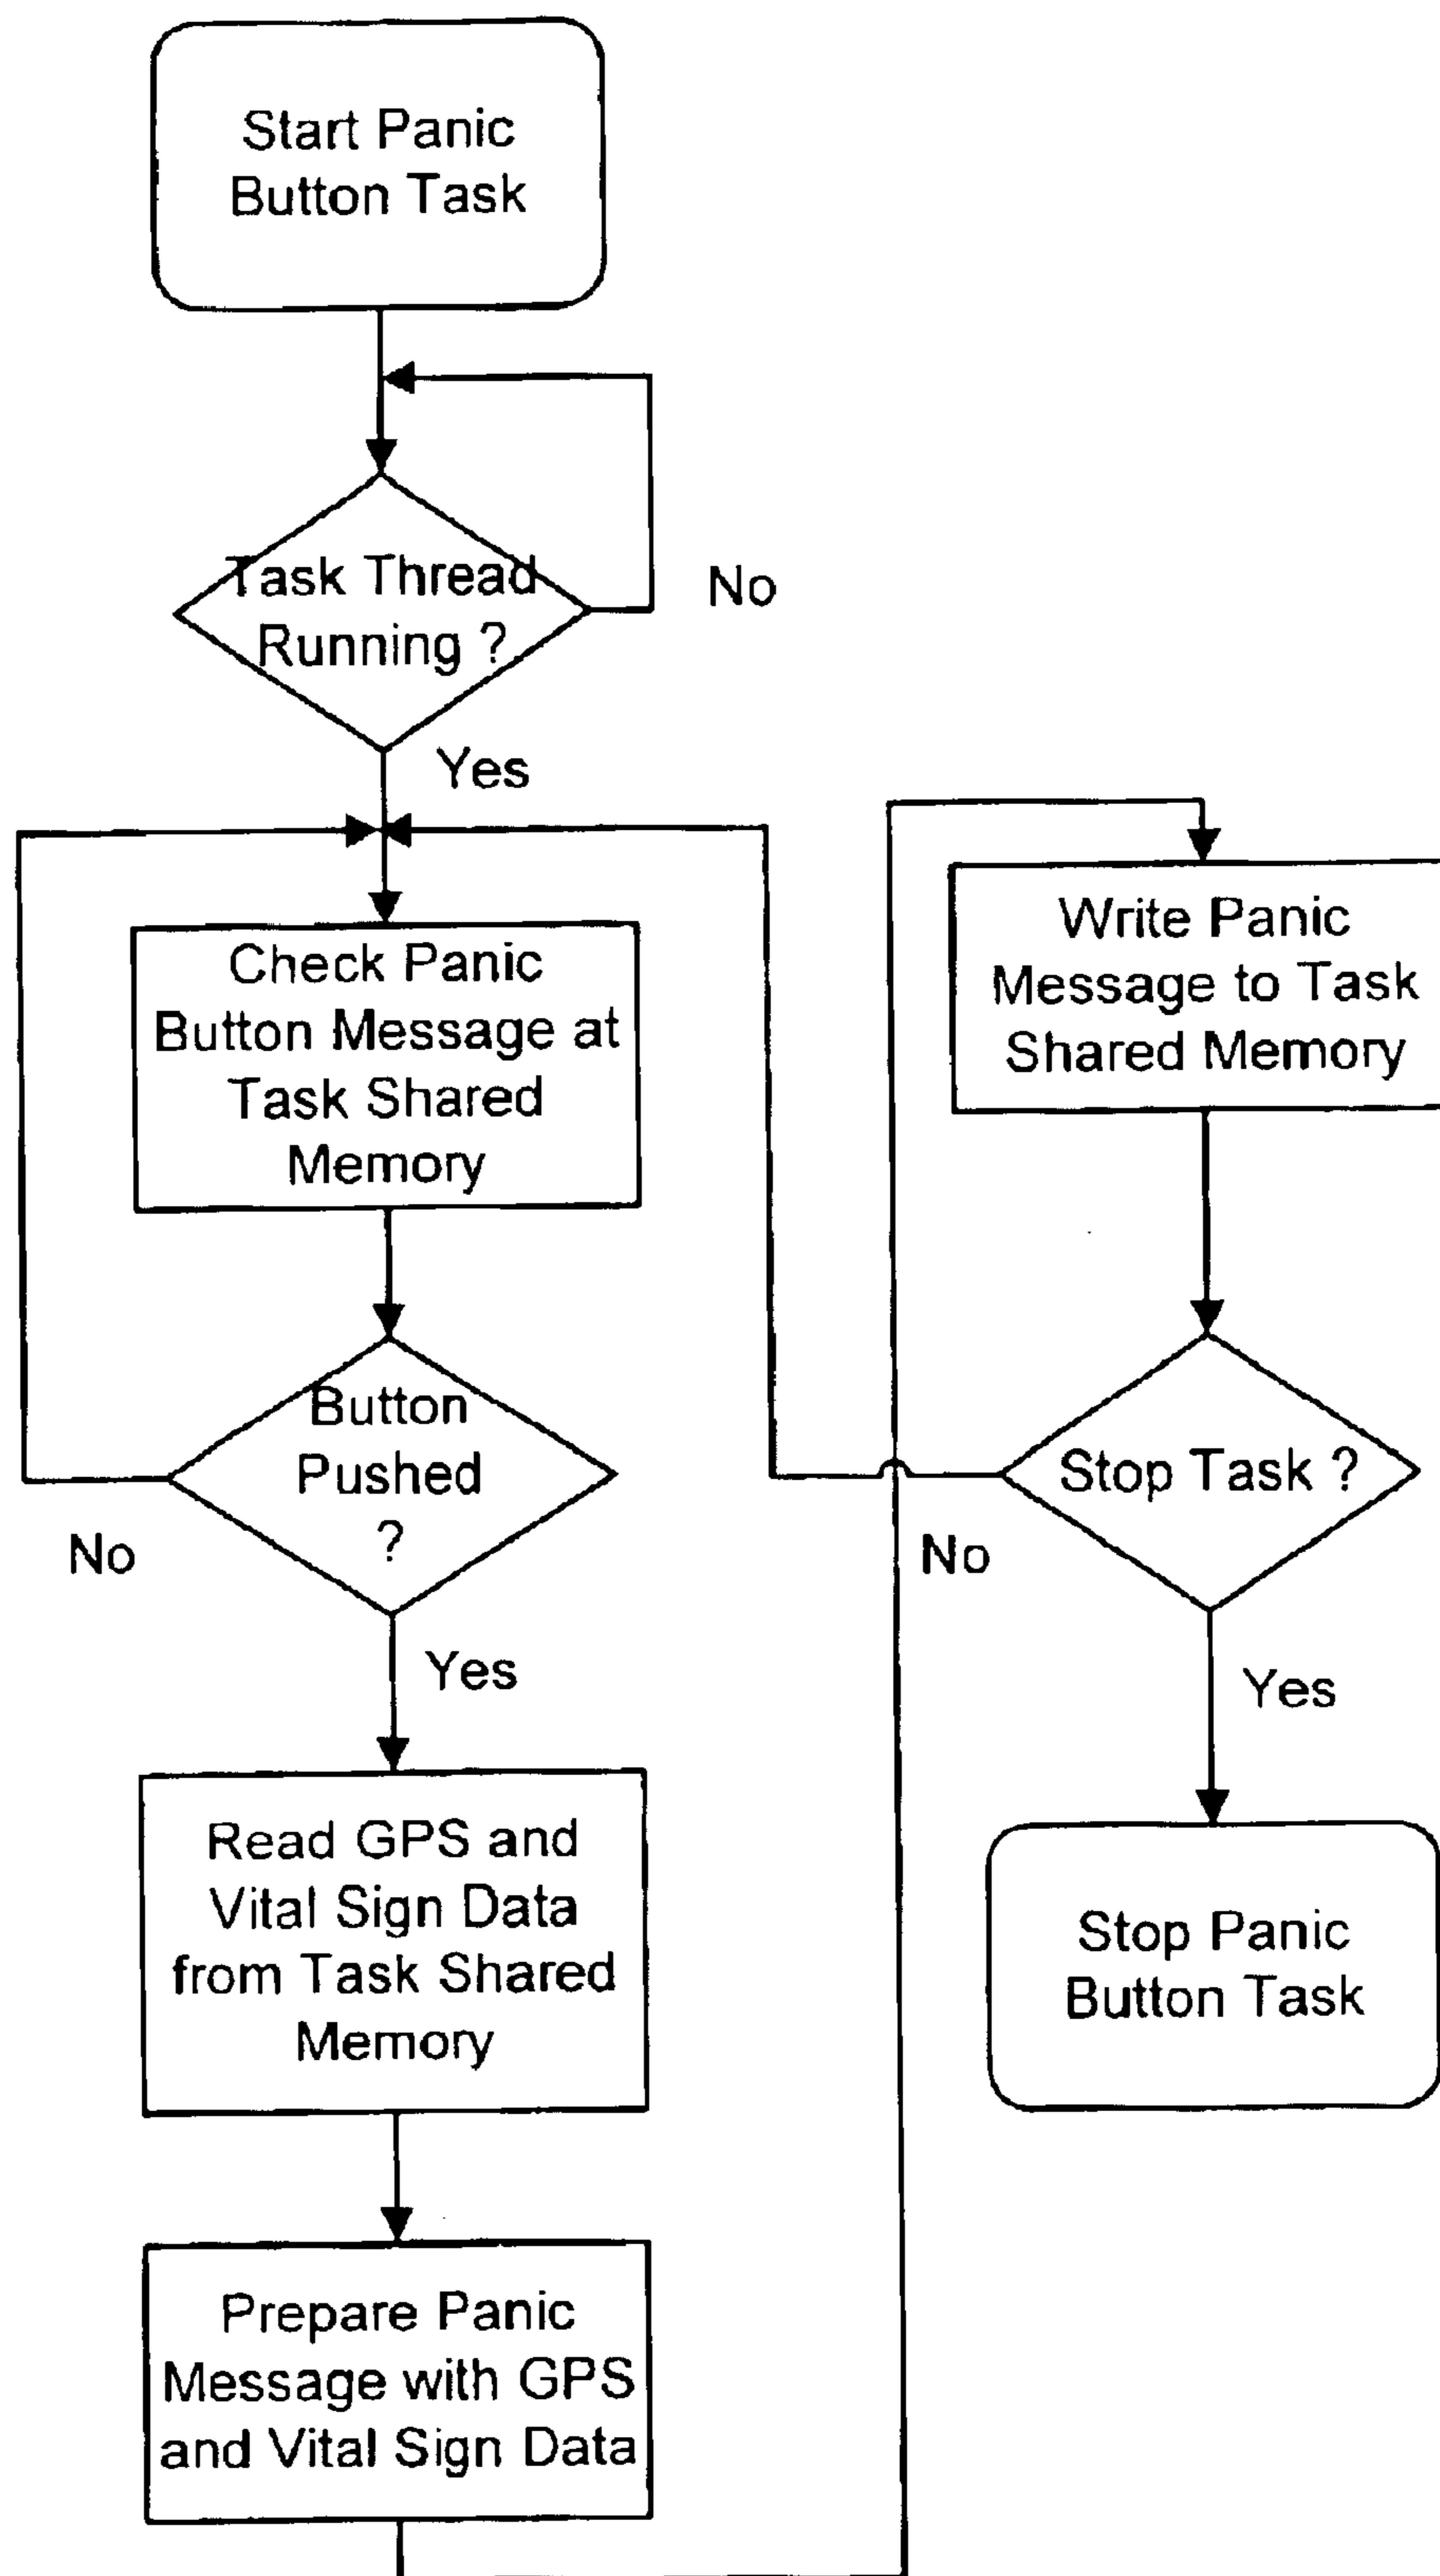 Start Panic
Button Task
Task Thread
Running ?
No
Yes
Check Panic
Button Message at
Task Shared
Memory
Button
Pushed
?
No
Yes
Read GPS and
Vital Sign Data
from Task Shared
Memory
Prepare Panic
Message with GPS
and Vital Sign Data
Write Panic
Message to Task
Shared Memory
Stop Task ?
No
Yes
Stop Panic
Button Task